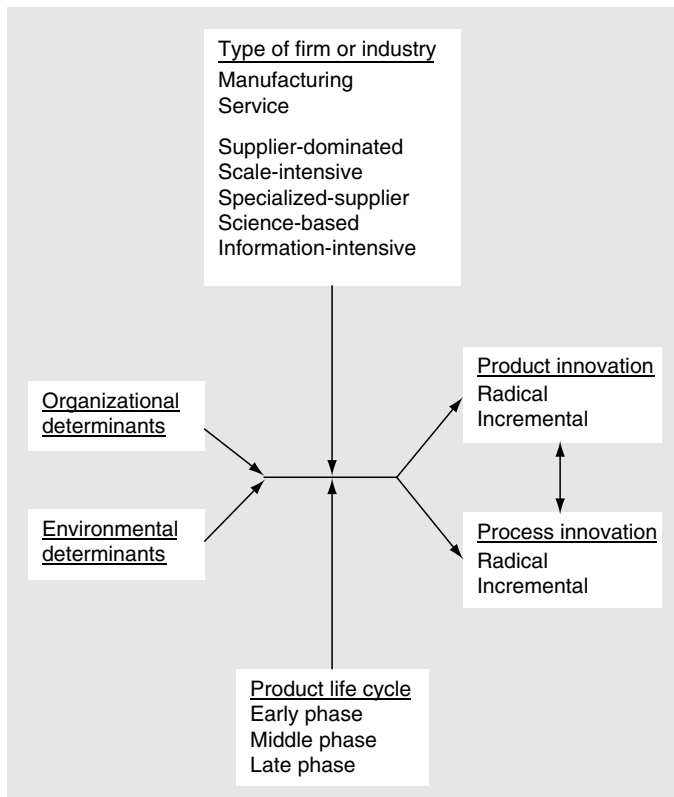 Type of firm or industry
Manufacturing
Service
Supplier-dominated
Scale-intensive
Specialized-supplier
Science-based
Information-intensive
Organizational
determinants
Environmental
determinants
Product innovation
Radical
Incremental
Process innovation
Radical
Incremental
Product life cycle
Early phase
Middle phase
Late phase